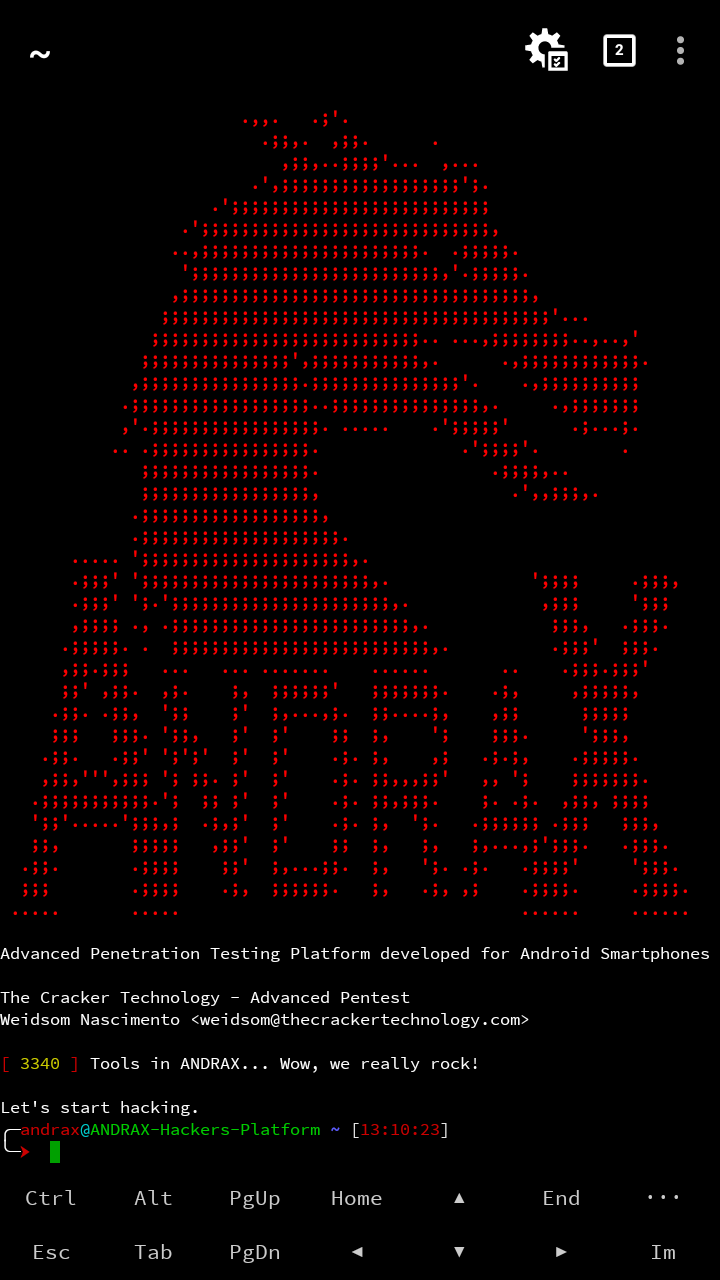 ~
2
ANDRAX
Advanced Penetration Testing Platform developed for Android Smartphones
The Cracker Technology - Advanced Pentest
Weidsom Nascimento <weidsom@thecrackertechnology.com>
[ 3340 ] Tools in ANDRAX... Wow, we really rock!
Let's start hacking.
andrax@ANDRAX-Hackers-Platform ~ [13:10:23]
Ctrl Alt PgUp Home ▲ End ···
Esc Tab PgDn ◄ ▼ ► Im